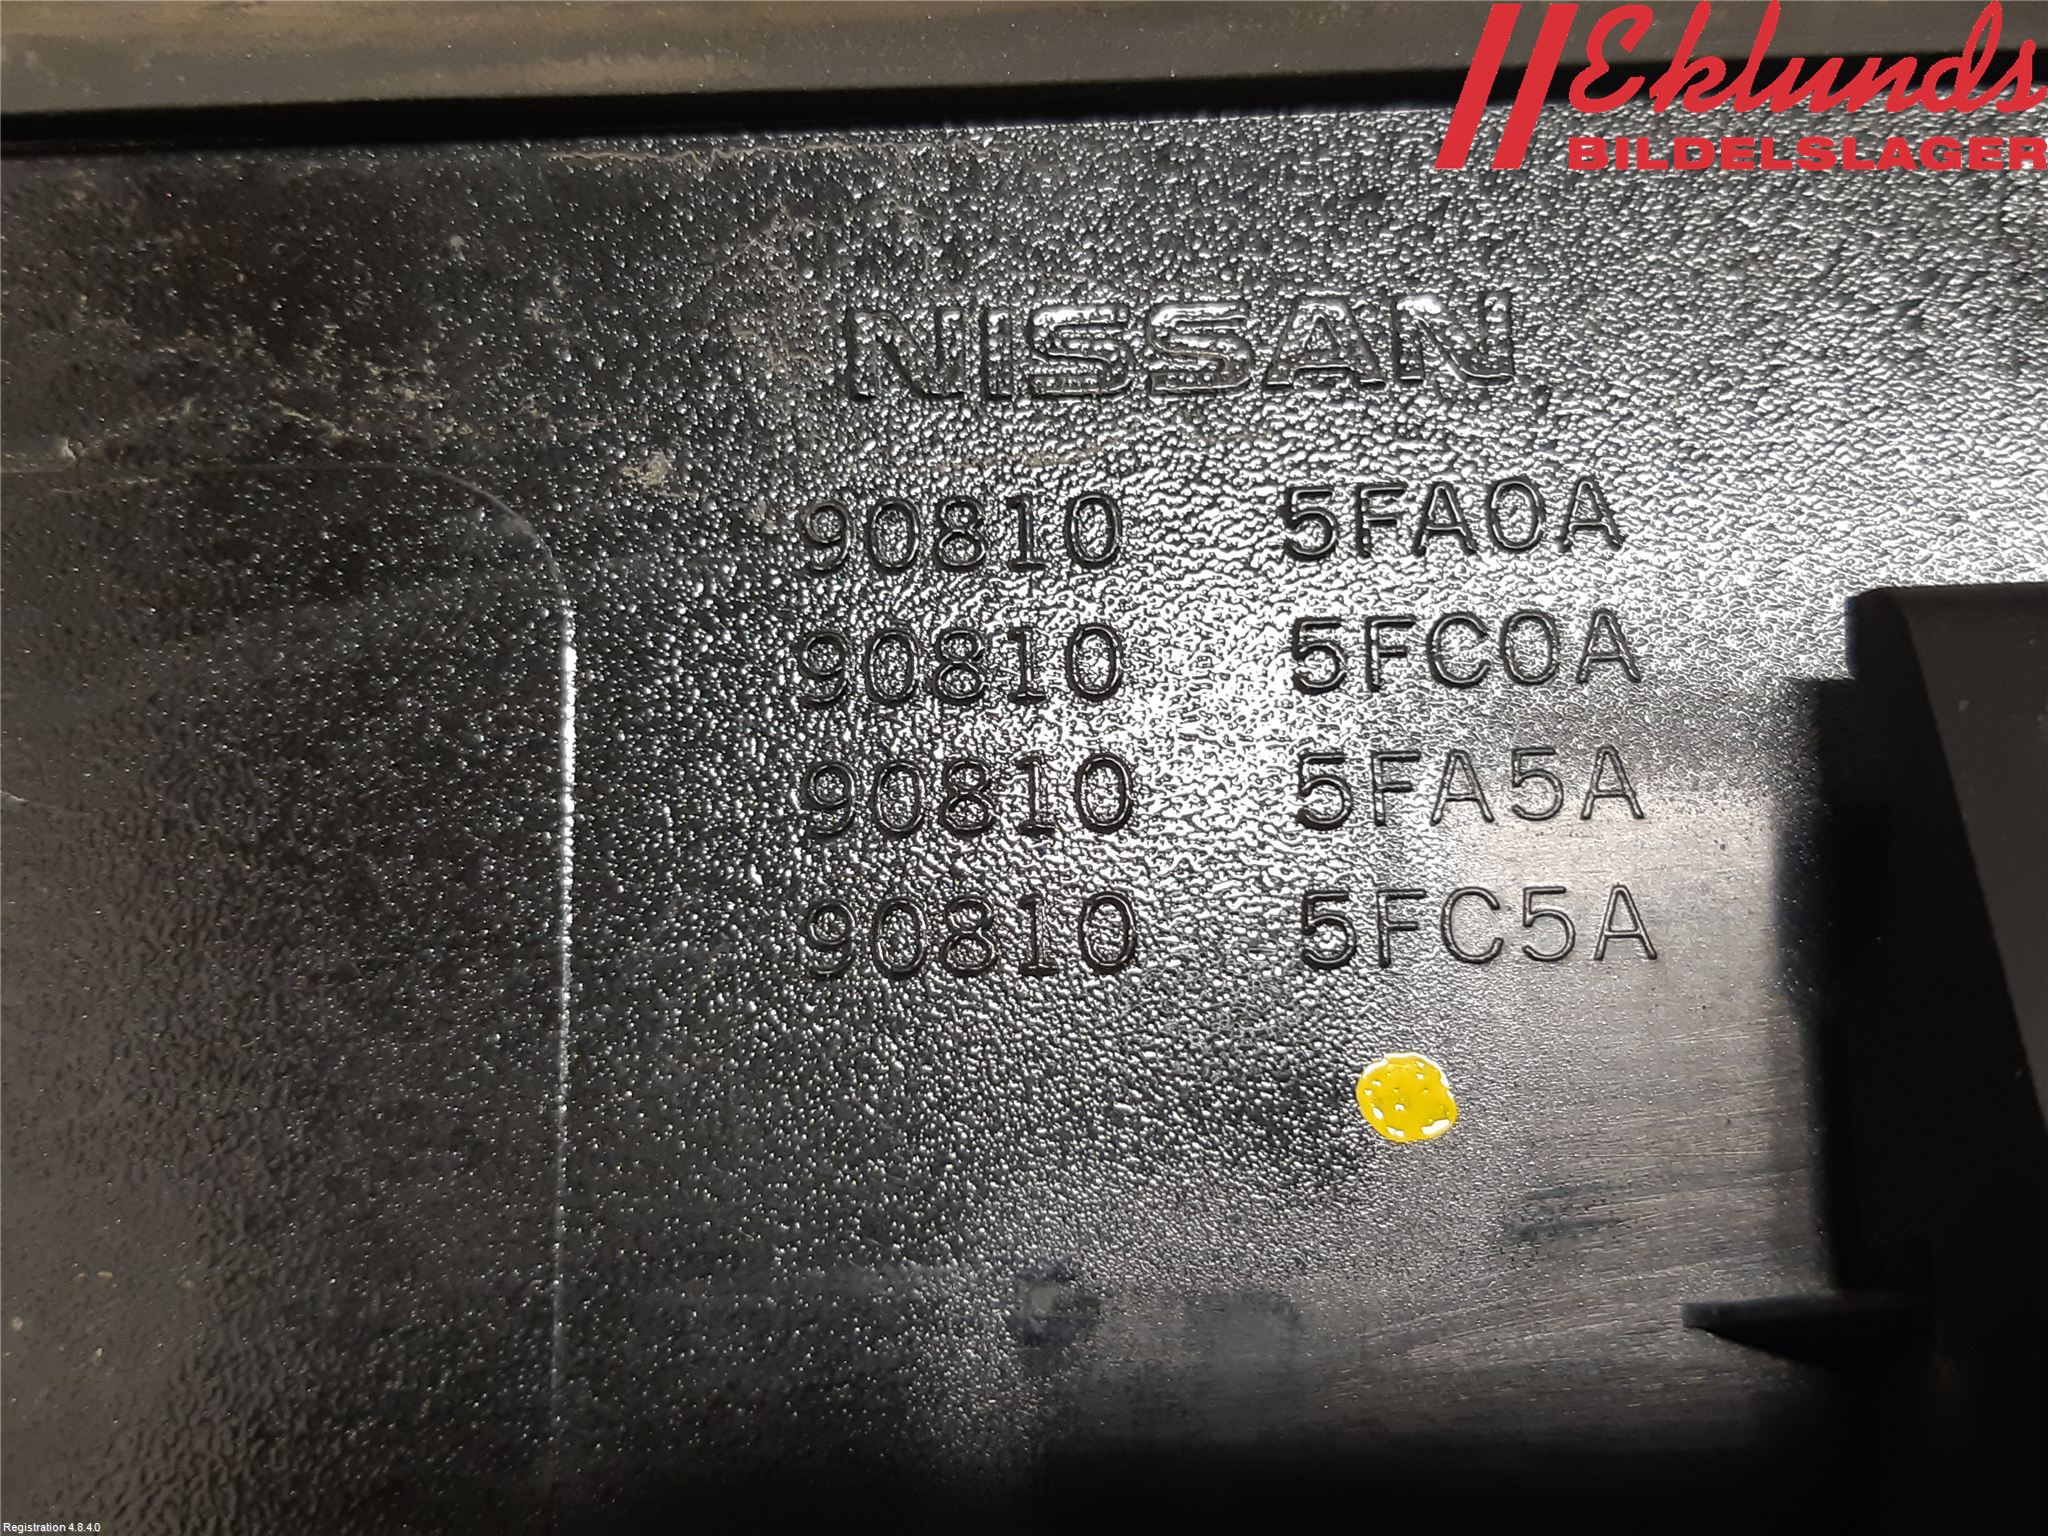 Eklunds
BILDELSLAGER
NISSAN
90810 5FA0A
90810 5FC0A
90810 5FA5A
90810 5FC5A
Registration 4.8.4.0